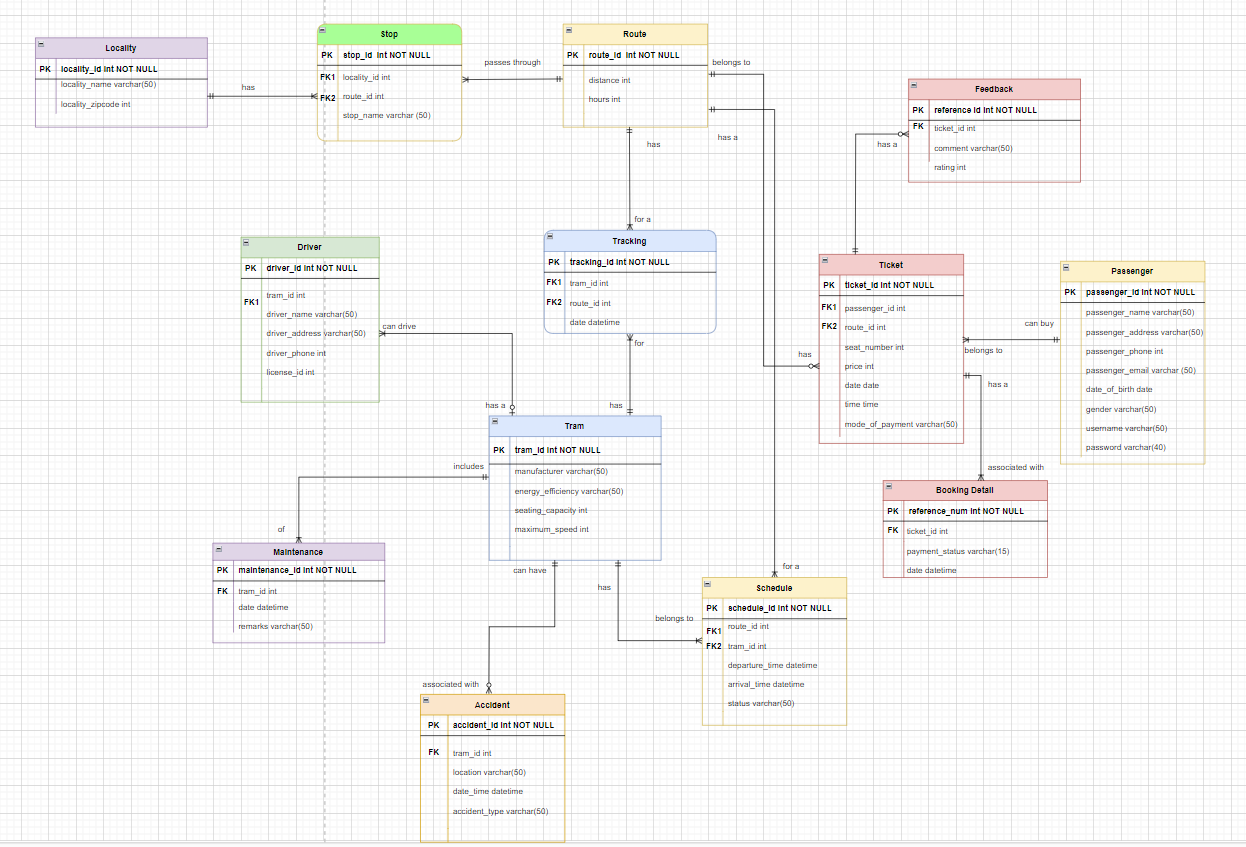 Locality
PK locality_id int NOT NULL
locality_name varchar(50)
locality_zipcode int
has
Stop
PK stop_id int NOT NULL
FK1 locality_id int
FK2 route_id int
stop_name varchar (50)
passes through
Route
PK route_id int NOT NULL
distance int
hours int
belongs to
has a
has
for a
Feedback
PK reference id int NOT NULL
FK ticket_id int
comment varchar(50)
rating int
has a
Driver
PK driver_id int NOT NULL
FK1 tram_id int
driver_name varchar(50)
driver_address varchar(50)
driver_phone int
license_id int
can drive
has a
Tracking
PK tracking_id int NOT NULL
FK1 tram_id int
FK2 route_id int
date datetime
for
has
Ticket
PK ticket_id int NOT NULL
FK1 passenger_id int
FK2 route_id int
seat_number int
price int
date date
time time
mode_of_payment varchar(50)
has
can buy
belongs to
has a
associated with
Passenger
PK passenger_id int NOT NULL
passenger_name varchar(50)
passenger_address varchar(50)
passenger_phone int
passenger_email varchar (50)
date_of_birth date
gender varchar(50)
username varchar(50)
password varchar(40)
Tram
PK tram_id int NOT NULL
manufacturer varchar(50)
energy_efficiency varchar(50)
seating_capacity int
maximum_speed int
includes
of
Booking Detail
PK reference_num int NOT NULL
FK ticket_id int
payment_status varchar(15)
date datetime
Maintenance
PK maintenance_id int NOT NULL
FK tram_id int
date datetime
remarks varchar(50)
can have
has
for a
belongs to
Schedule
PK schedule_id int NOT NULL
FK1 route_id int
FK2 tram_id int
departure_time datetime
arrival_time datetime
status varchar(50)
associated with
Accident
PK accident_id int NOT NULL
FK tram_id int
location varchar(50)
date_time datetime
accident_type varchar(50)